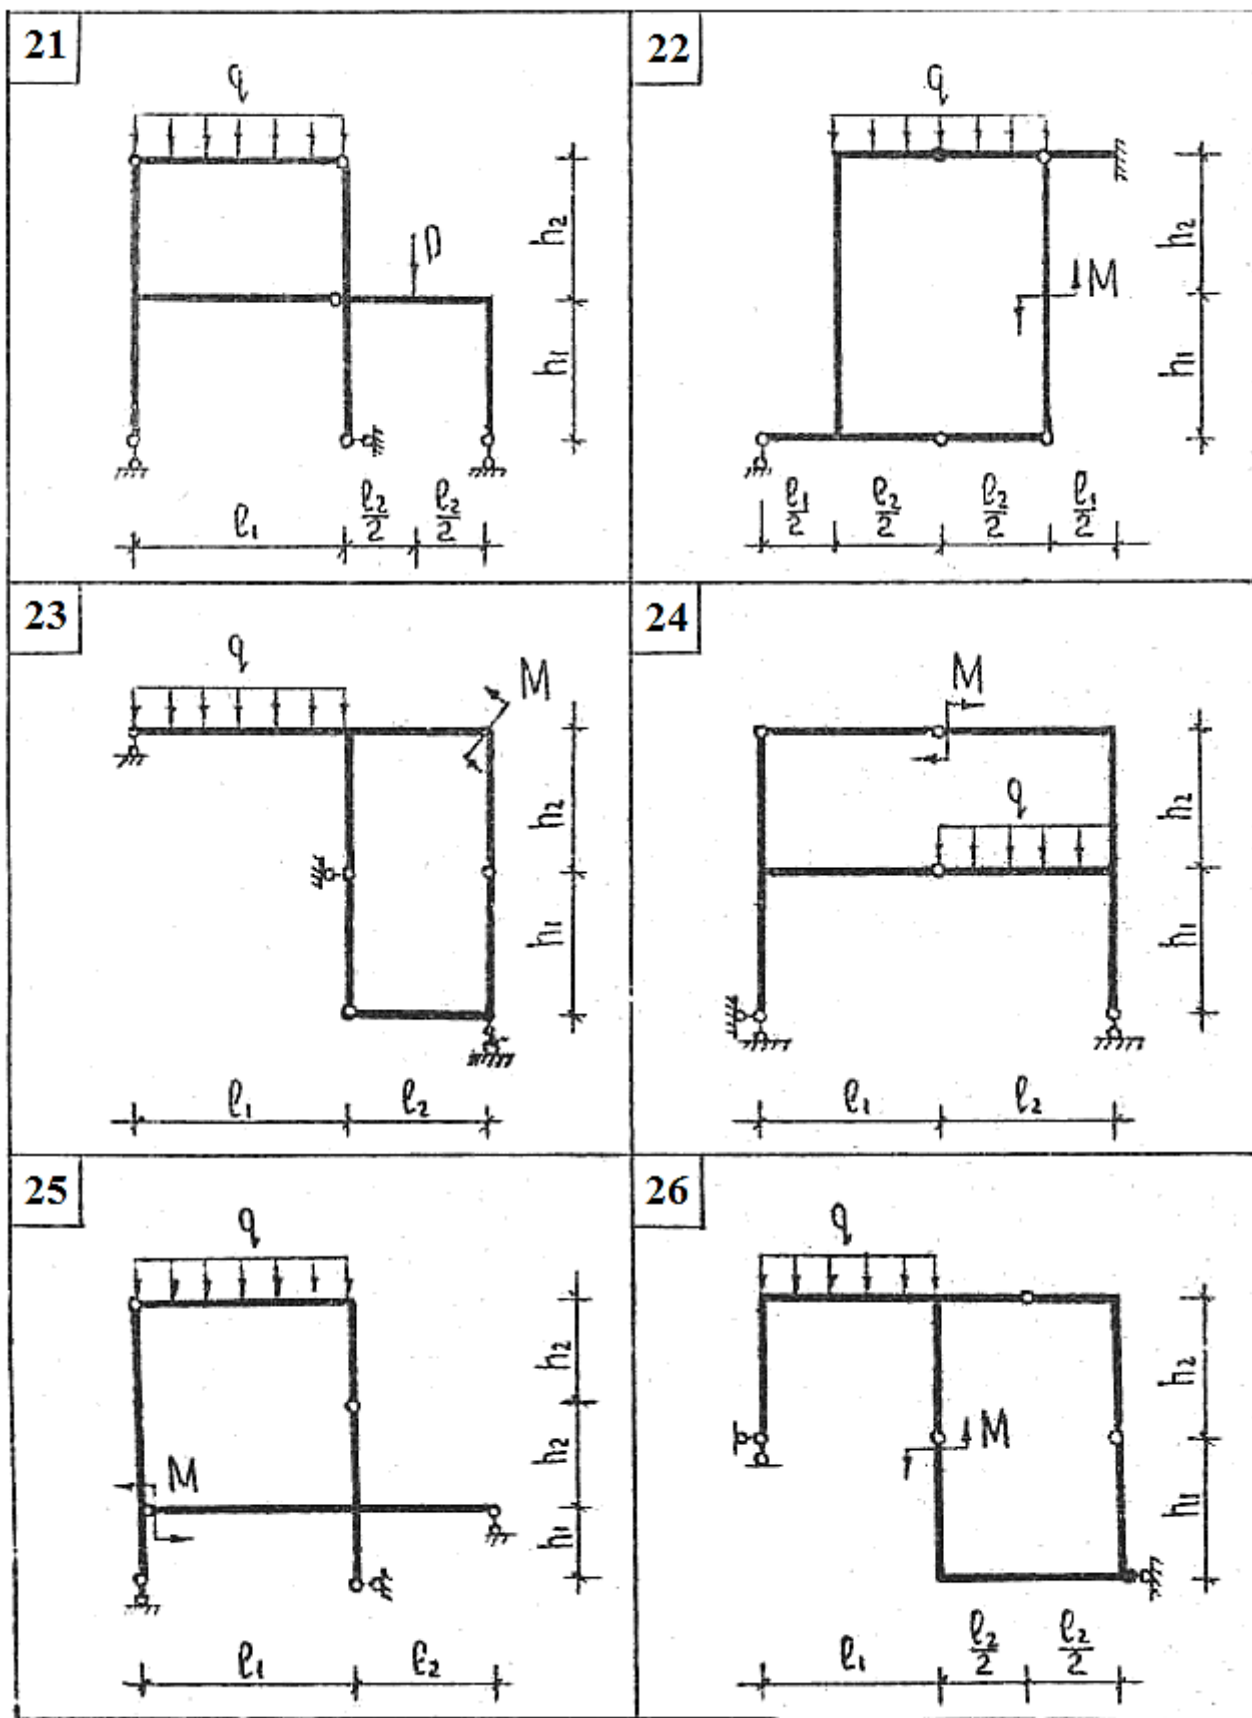 21
q
P
h₂
h₁
l₁
l₂/2
l₂/2
22
q
M
h₂
h₁
l₁/2
l₂/2
l₂/2
l₁/2
23
q
M
h₂
h₁
l₁
l₂
24
M
q
h₂
h₁
l₁
l₂
25
q
M
h₂
h₂
h₁
l₁
l₂
26
q
M
h₂
h₁
l₁
l₂/2
l₂/2